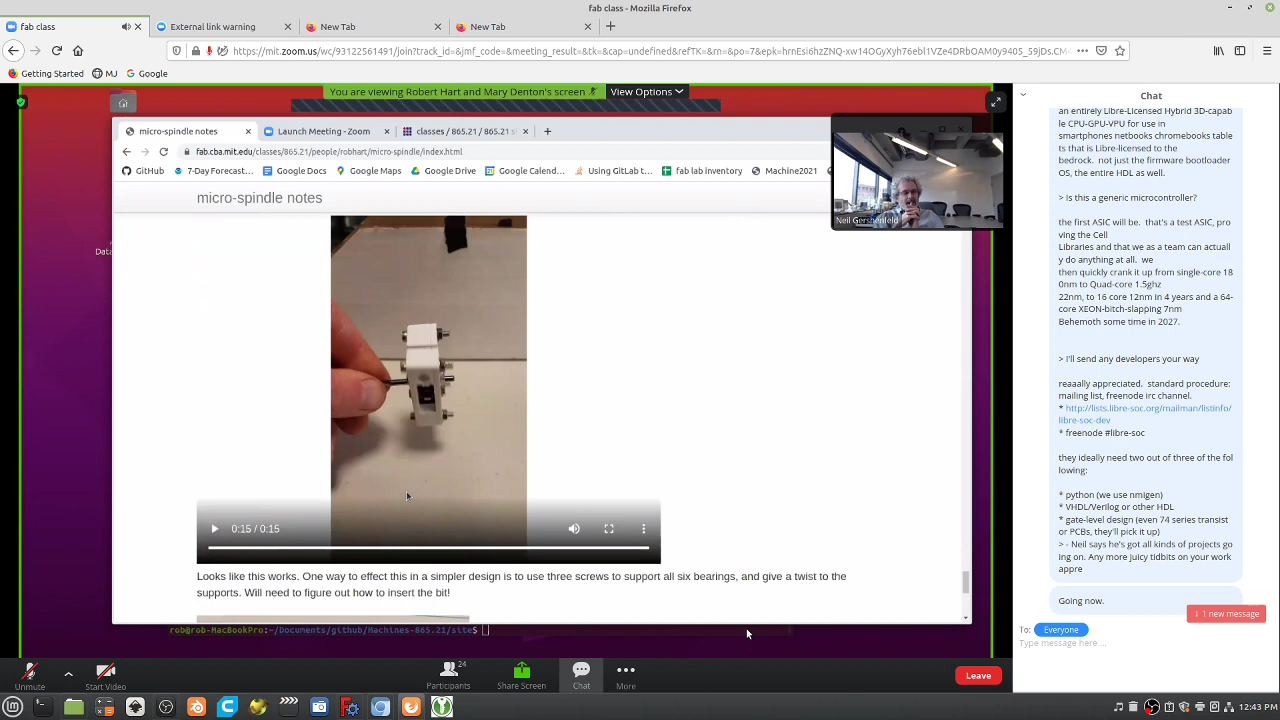 fab class - Mozilla Firefox
fab class
External link warning
New Tab
New Tab
https://mit.zoom.us/wc/93122561491/join?track_id=&jmf_code=&meeting_result=&tk=&cap=undefined&refTK=&rn=&po=7&epk=
Getting Started
MJ
Google
You are viewing Robert Hart and Mary Denton's screen
View Options
micro-spindle notes
Launch Meeting - Zoom
classes / 865.21 / 865.21
fab.cba.mit.edu/classes/865.21/people/robhart/micro-spindle/index.html
GitHub
7-Day Forecast...
Google Docs
Google Maps
Google Drive
Google Calend...
Using GitLab t...
fab lab inventory
Machine2021
micro-spindle notes
Neil Gershenfeld
Data
0:15 / 0:15
Looks like this works. One way to effect this in a simpler design is to use three screws to support all six bearings, and give a twist to the
supports. Will need to figure out how to insert the bit!
rob@rob-MacBookPro:~/Documents/github/Machines-865.21/site$
Chat
an entirely Libre-Licensed Hybrid 3D-capab
le CPU-GPU-VPU for use in
smartphones netbooks chromebooks table
ts that is Libre-licensed to the
bedrock. not just the firmware bootloader
OS, the entire HDL as well.
> Is this a generic microcontroller?
the first ASIC will be. that's a test ASIC, pro
ving the Cell
Libraries and that we as a team can actuall
y do anything at all. we
then quickly crank it up from single-core 18
0nm to Quad-core 1.5ghz
22nm, to 16 core 12nm in 4 years and a 64-
core XEON-bitch-slapping 7nm
Behemoth some time in 2027.
> I'll send any developers your way
reaaally appreciated. standard procedure:
mailing list, freenode irc channel.
* http://lists.libre-soc.org/mailman/listinfo/
libre-soc-dev
* freenode #libre-soc
they ideally need two out of three of the fol
lowing:
* python (we use nmigen)
* VHDL/Verilog or other HDL
* gate-level design (even 74 series transist
or PCBs, they'll pick it up)
> - Neil says he's got all kinds of projects go
ing on. Any more juicy tidbits on your work
appre
Going now.
1 new message
To:
Everyone
Type message here ...
Unmute
Start Video
24
Participants
Share Screen
Chat
More
Leave
12:43 PM